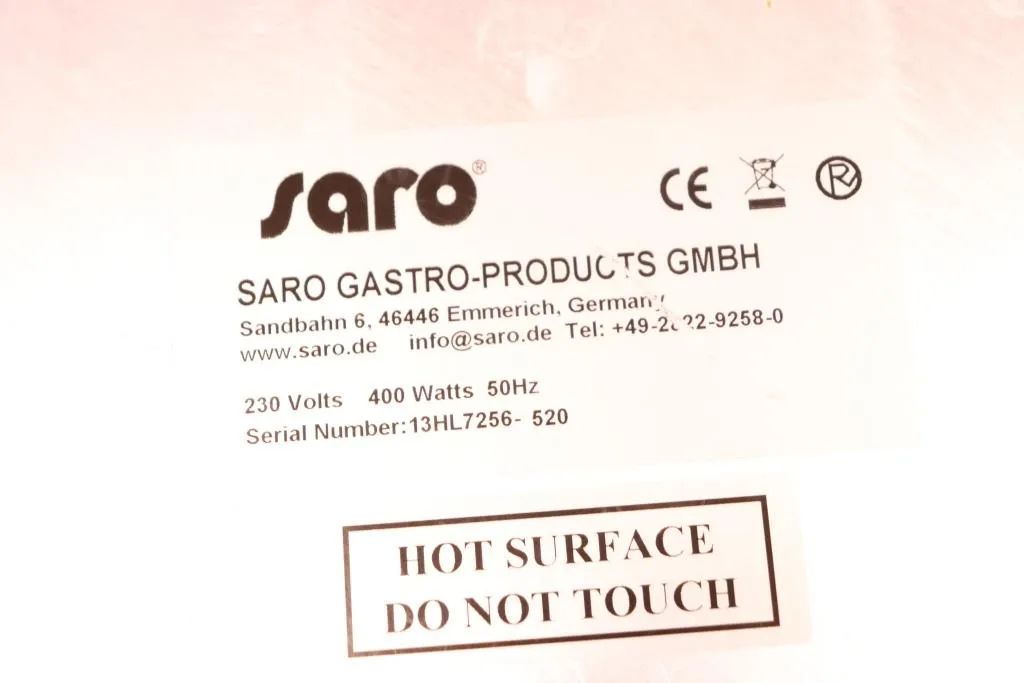 saro®
CE
SARO GASTRO-PRODUCTS GMBH
Sandbahn 6, 46446 Emmerich, Germany
www.saro.de info@saro.de Tel:
230 Volts 400 Watts 50Hz
Serial Number:13HL7256- 520
HOT SURFACE
DO NOT TOUCH